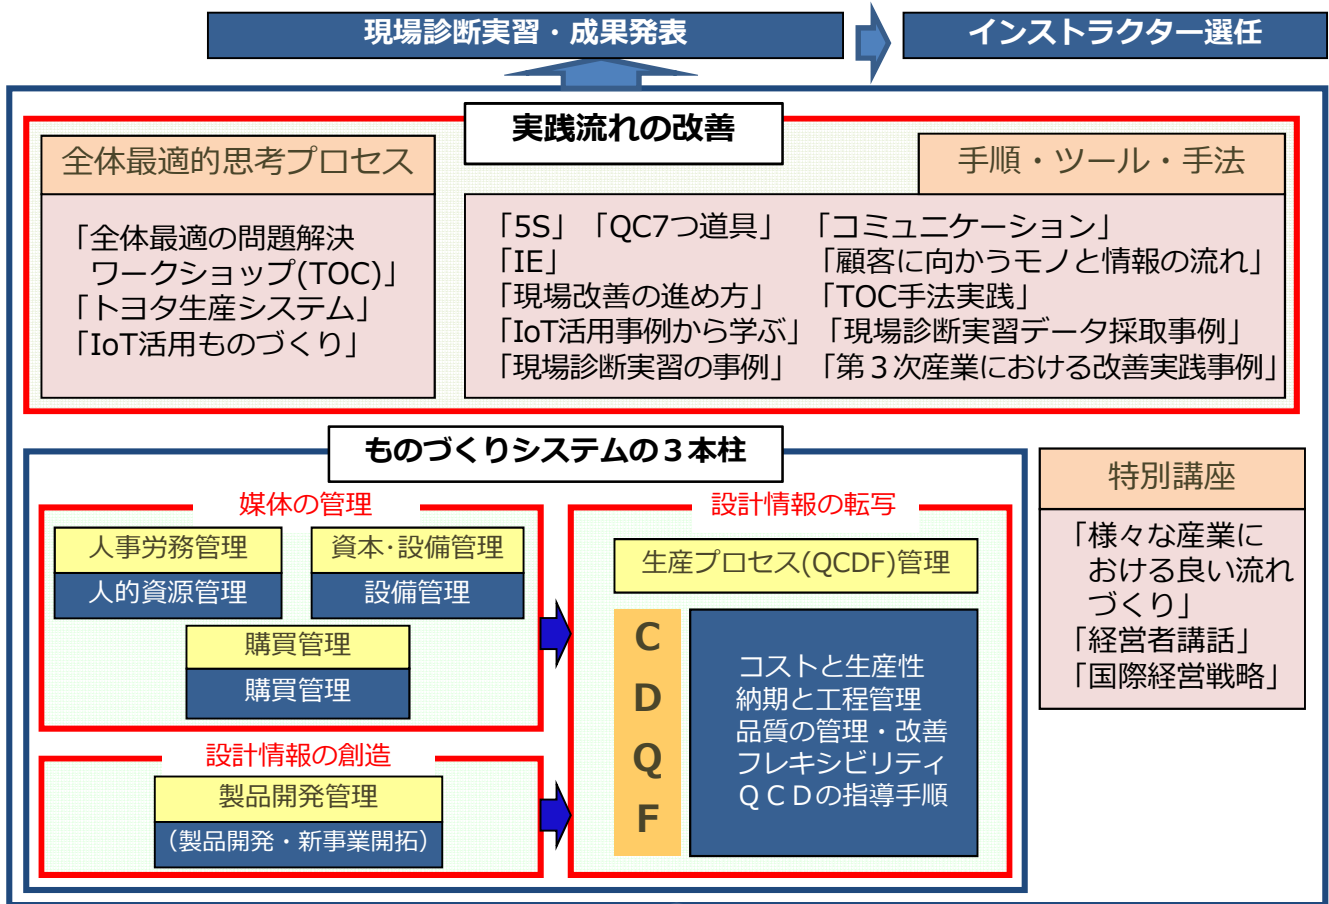 現場診断実習・成果発表
インストラクター選任
実践流れの改善
全体最適的思考プロセス
「全体最適の問題解決
ワークショップ(TOC)」
「トヨタ生産システム」
「IoT活用ものづくり」
手順・ツール・手法
「5S」「QC7つ道具」 「コミュニケーション」
「IE」 「顧客に向かうモノと情報の流れ」
「現場改善の進め方」 「TOC手法実践」
「IoT活用事例から学ぶ」「現場診断実習データ採取事例」
「現場診断実習の事例」 「第３次産業における改善実践事例」
ものづくりシステムの３本柱
媒体の管理
人事労務管理
人的資源管理
資本･設備管理
設備管理
購買管理
購買管理
設計情報の創造
製品開発管理
（製品開発・新事業開拓）
設計情報の転写
生産プロセス(QCDF)管理
C
D
Q
F
コストと生産性
納期と工程管理
品質の管理・改善
フレキシビリティ
ＱＣＤの指導手順
特別講座
「様々な産業に
おける良い流れ
づくり」
「経営者講話」
「国際経営戦略」